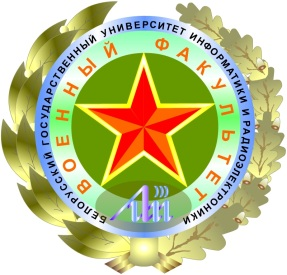 БЕЛОРУССКИЙ ГОСУДАРСТВЕННЫЙ УНИВЕРСИТЕТ ИНФОРМАТИКИ И РАДИОЭЛЕКТРОНИКИ
ВОЕННЫЙ ФАКУЛЬТЕТ